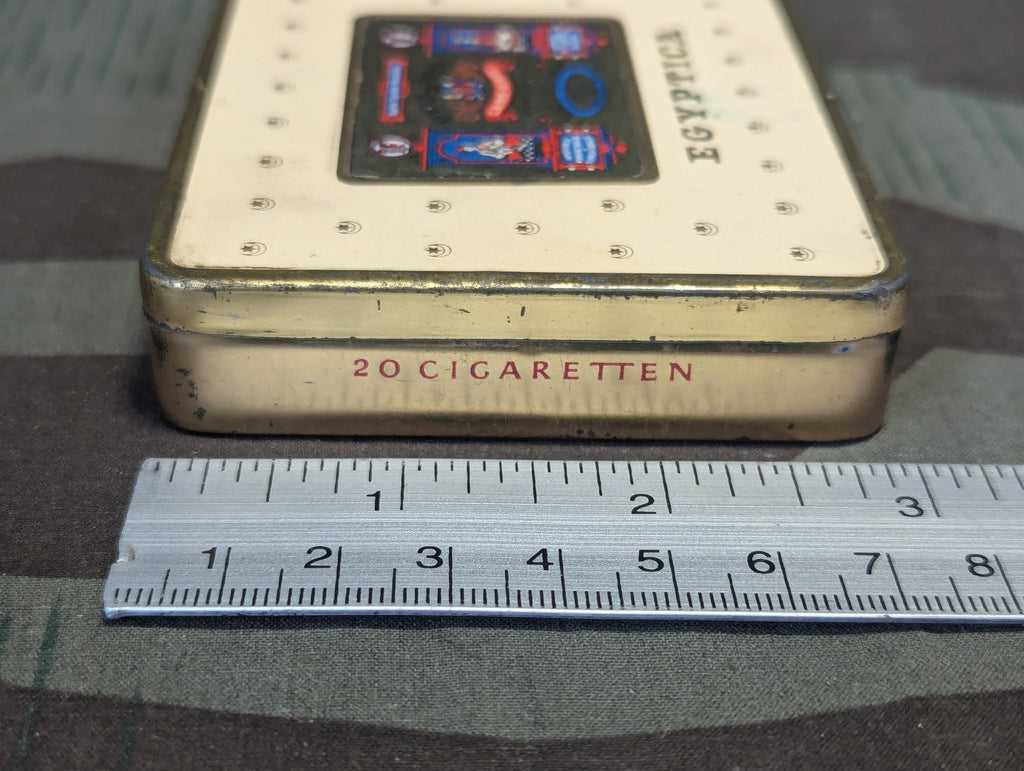 EGYPTICA
20 CIGARETTEN
1 2 3
1 2 3 4 5 6 7 8